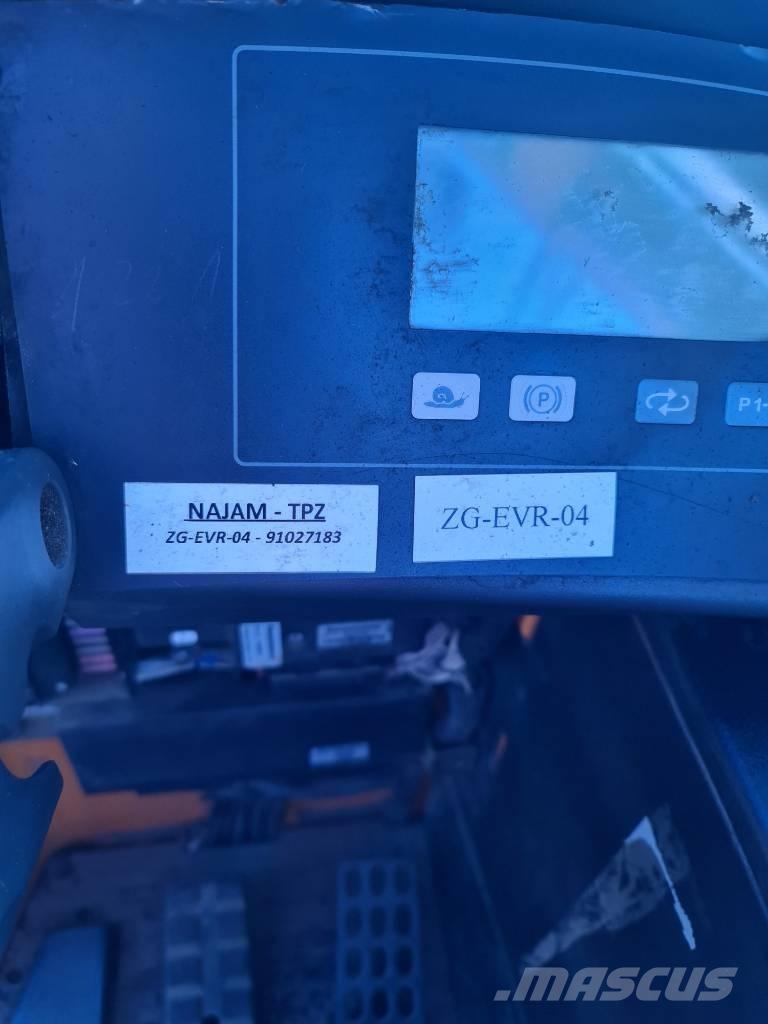 P
P1-
NAJAM - TPZ
ZG-EVR-04 - 91027183
ZG-EVR-04
MASCUS